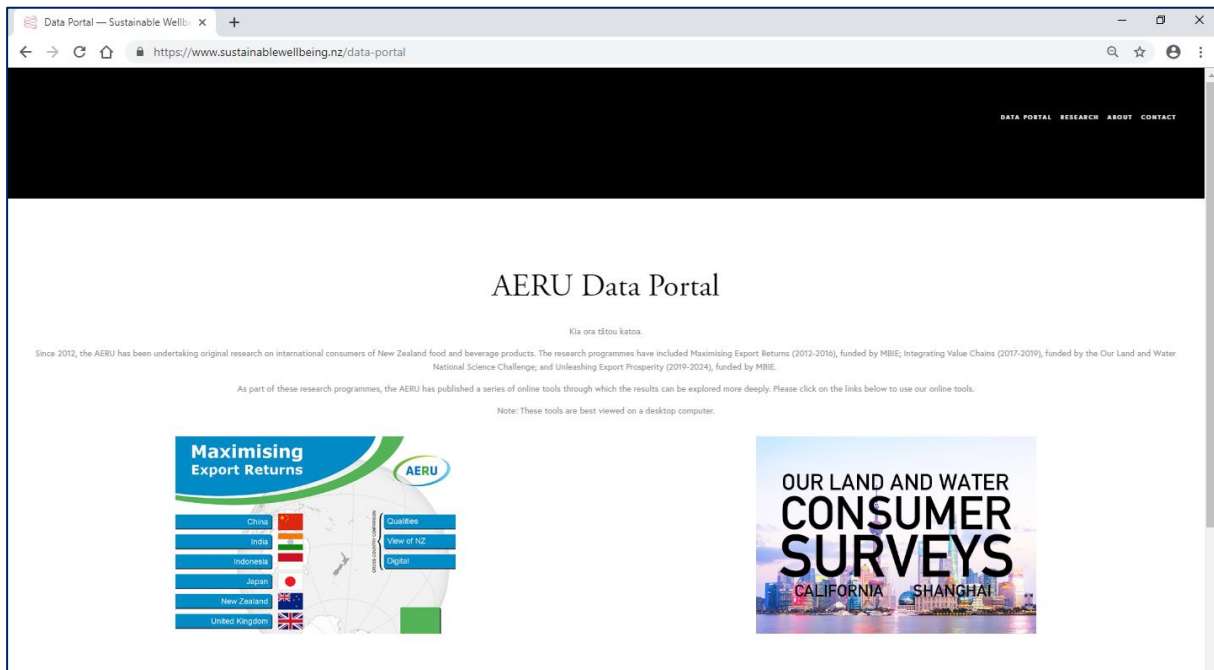 Data Portal — Sustainable Wellb
https://www.sustainablewellbeing.nz/data-portal
DATA PORTAL RESEARCH ABOUT CONTACT
AERU Data Portal
Kia ora tātou katoa.
Since 2012, the AERU has been undertaking original research on international consumers of New Zealand food and beverage products. The research programmes have included Maximising Export Returns (2012-2016), funded by MBIE; Integrating Value Chains (2017-2019), funded by the Our Land and Water
National Science Challenge; and Unleashing Export Prosperity (2019-2024), funded by MBIE.
As part of these research programmes, the AERU has published a series of online tools through which the results can be explored more deeply. Please click on the links below to use our online tools.
Note: These tools are best viewed on a desktop computer.
Maximising
Export Returns
AERU
China
India
Indonesia
Japan
New Zealand
United Kingdom
CROSS-COUNTRY COMPARISON
Qualities
View of NZ
Digital
OUR LAND AND WATER
CONSUMER
SURVEYS
CALIFORNIA SHANGHAI